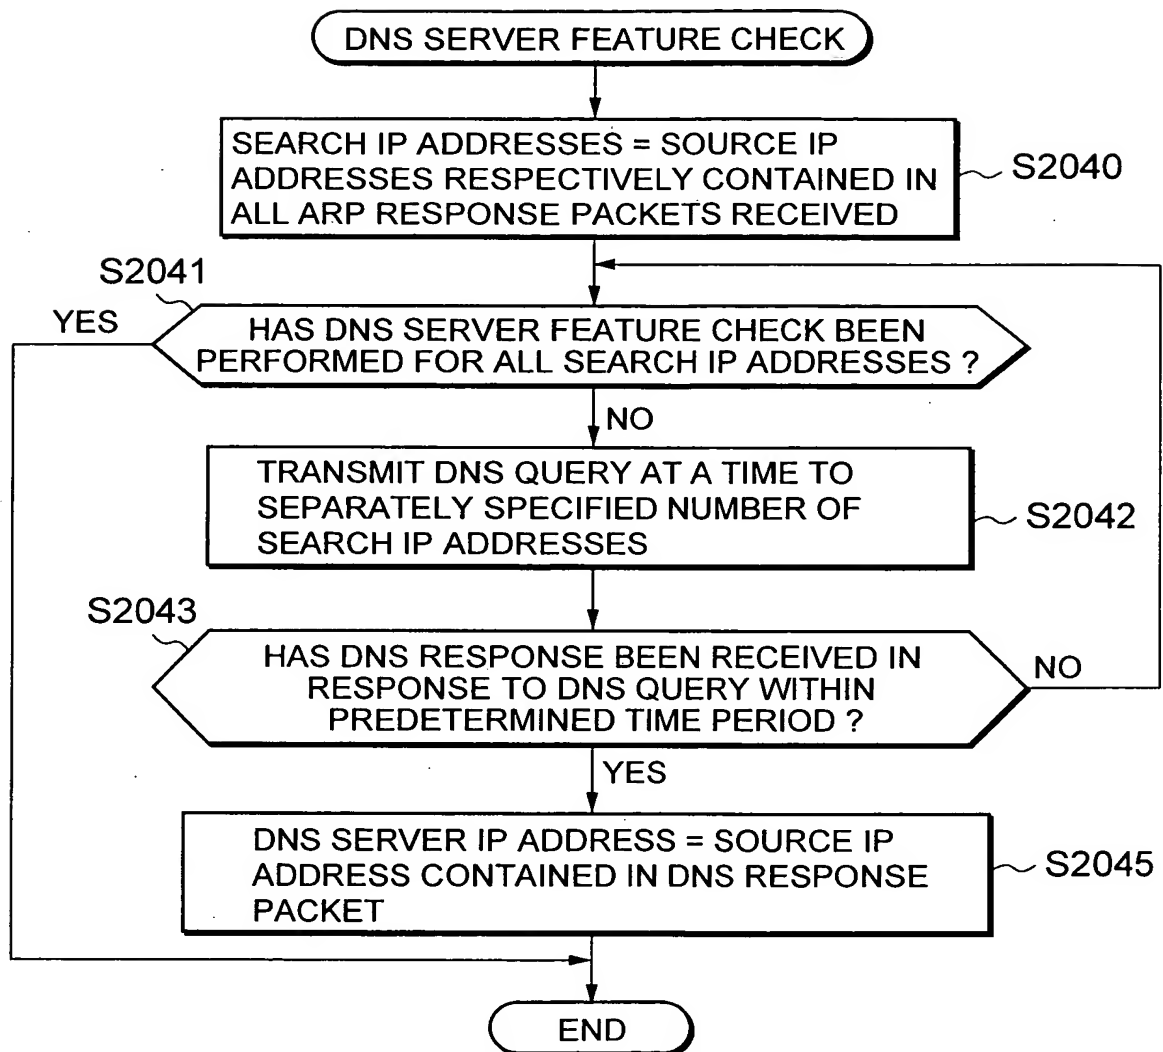 DNS SERVER FEATURE CHECK
SEARCH IP ADDRESSES = SOURCE IP
ADDRESSES RESPECTIVELY CONTAINED IN
ALL ARP RESPONSE PACKETS RECEIVED
S2040
S2041
YES
HAS DNS SERVER FEATURE CHECK BEEN
PERFORMED FOR ALL SEARCH IP ADDRESSES ?
NO
TRANSMIT DNS QUERY AT A TIME TO
SEPARATELY SPECIFIED NUMBER OF
SEARCH IP ADDRESSES
S2042
S2043
HAS DNS RESPONSE BEEN RECEIVED IN
RESPONSE TO DNS QUERY WITHIN
PREDETERMINED TIME PERIOD ?
NO
YES
DNS SERVER IP ADDRESS = SOURCE IP
ADDRESS CONTAINED IN DNS RESPONSE
PACKET
S2045
END